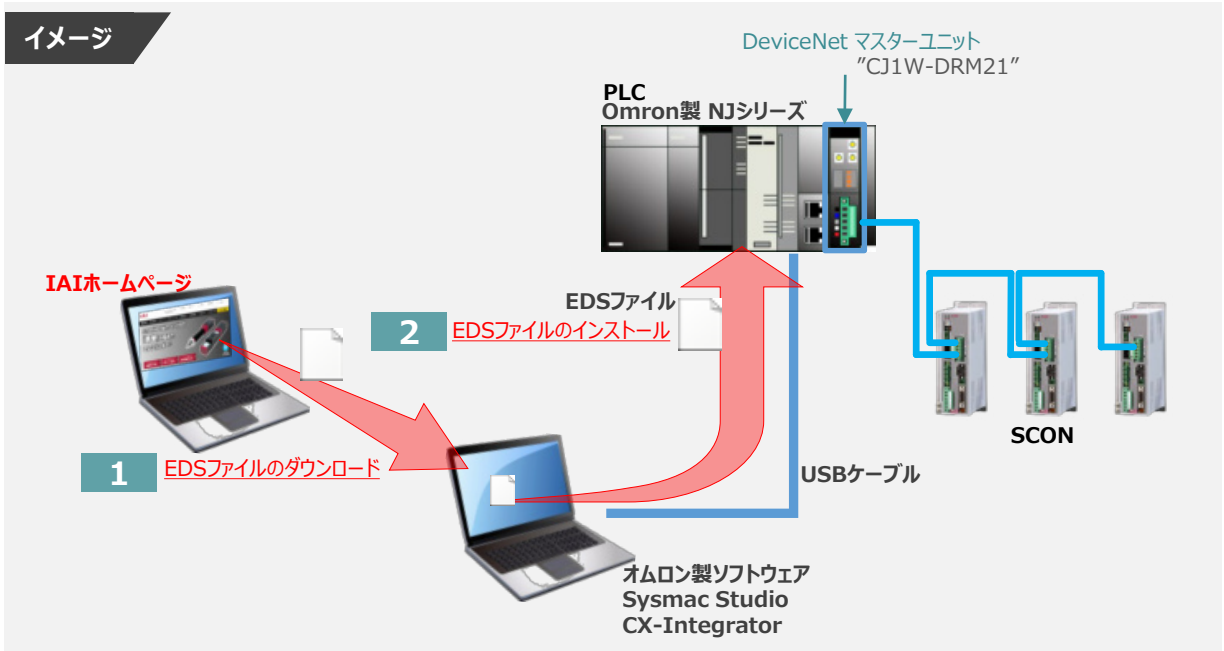 イメージ
DeviceNet マスターユニット
"CJ1W-DRM21"
PLC
Omron製 NJシリーズ
IAIホームページ
EDSファイル
2
EDSファイルのインストール
1
EDSファイルのダウンロード
SCON
USBケーブル
オムロン製ソフトウェア
Sysmac Studio
CX-Integrator